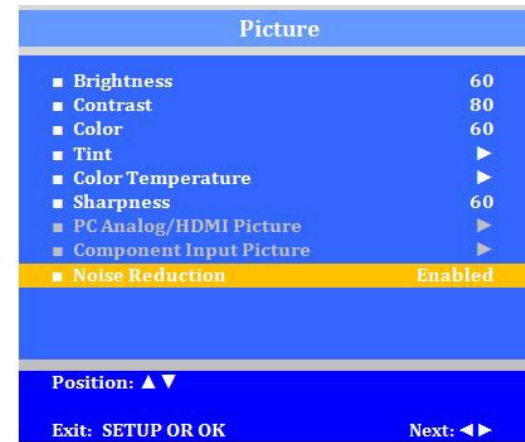 Picture
■ Brightness 60
■ Contrast 80
■ Color 60
■ Tint ▶
■ Color Temperature ▶
■ Sharpness 60
■ PC Analog/HDMI Picture ▶
■ Component Input Picture ▶
■ Noise Reduction Enabled
Position: ▲ ▼
Exit: SETUP OR OK Next: ◀ ▶